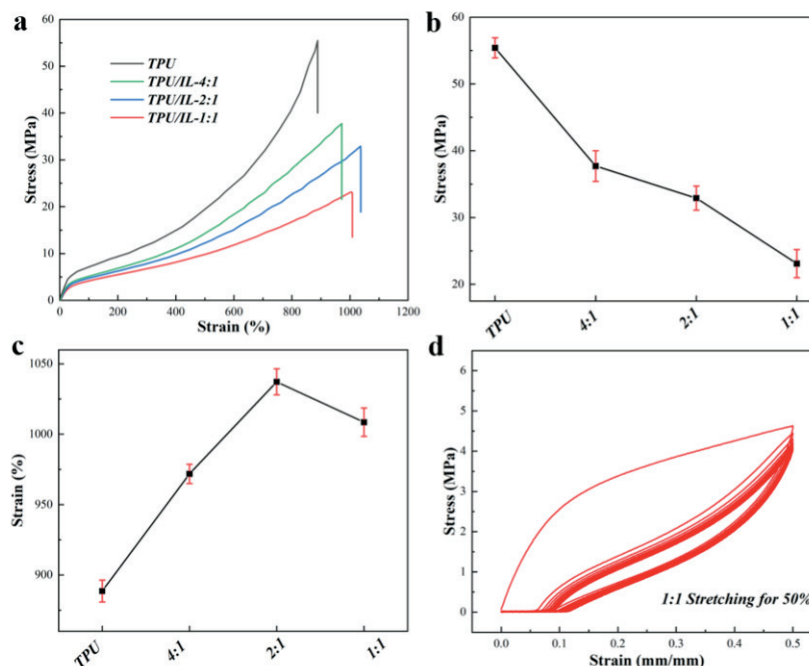 a
60
50
40
30
20
10
0
Stress (MPa)
TPU
TPU/IL-4:1
TPU/IL-2:1
TPU/IL-1:1
0 200 400 600 800 1000 1200
Strain (%)
b
60
50
40
30
20
Stress (MPa)
TPU 4:1 2:1 1:1
c
1050
1000
950
900
Strain (%)
TPU 4:1 2:1 1:1
d
6
5
4
3
2
1
0
Stress (MPa)
1:1 Stretching for 50%
0.0 0.1 0.2 0.3 0.4 0.5
Strain (mm/mm)